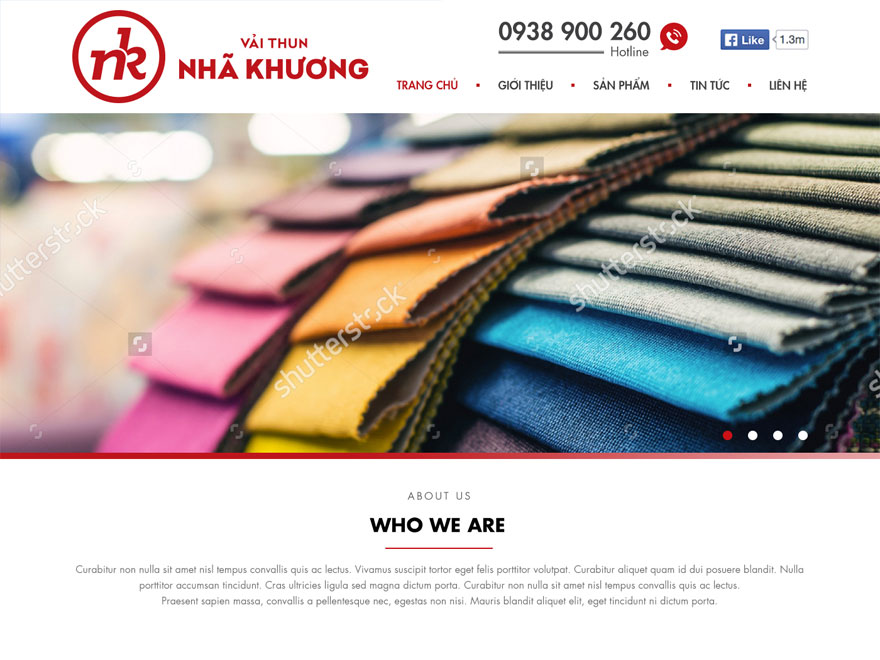 nk
VẢI THUN
NHÃ KHƯƠNG
0938 900 260
Hotline
Like 1.3m
TRANG CHỦ GIỚI THIỆU SẢN PHẨM TIN TỨC LIÊN HỆ
shutterstock
shutterstock
shutterstock
ABOUT US
WHO WE ARE
Curabitur non nulla sit amet nisl tempus convallis quis ac lectus. Vivamus suscipit tortor eget felis porttitor volutpat. Curabitur aliquet quam id dui posuere blandit. Nulla
porttitor accumsan tincidunt. Cras ultricies ligula sed magna dictum porta. Curabitur non nulla sit amet nisl tempus convallis quis ac lectus.
Praesent sapien massa, convallis a pellentesque nec, egestas non nisi. Mauris blandit aliquet elit, eget tincidunt ni dictum porta.